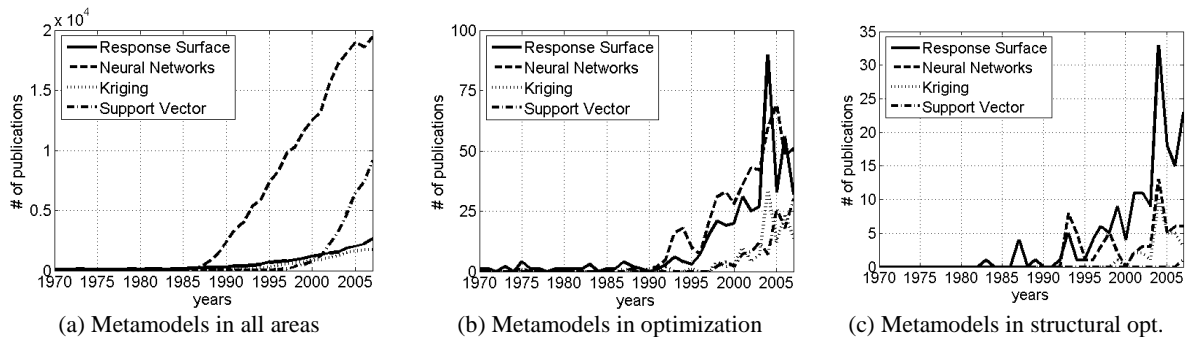 2 x 10^4
1.5
1
0.5
0
# of publications
Response Surface
Neural Networks
Kriging
Support Vector
1970 1975 1980 1985 1990 1995 2000 2005
years
(a) Metamodels in all areas
100
75
50
25
0
# of publications
Response Surface
Neural Networks
Kriging
Support Vector
1970 1975 1980 1985 1990 1995 2000 2005
years
(b) Metamodels in optimization
35
30
25
20
15
10
5
0
# of publications
Response Surface
Neural Networks
Kriging
Support Vector
1970 1975 1980 1985 1990 1995 2000 2005
years
(c) Metamodels in structural opt.